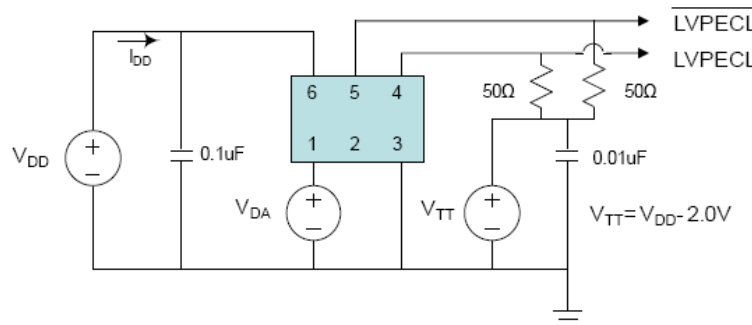 LVPECL
LVPECL
I_DD
6 5 4
1 2 3
50Ω 50Ω
V_DD
0.1uF
0.01uF
V_DA
V_TT
V_TT=V_DD-2.0V